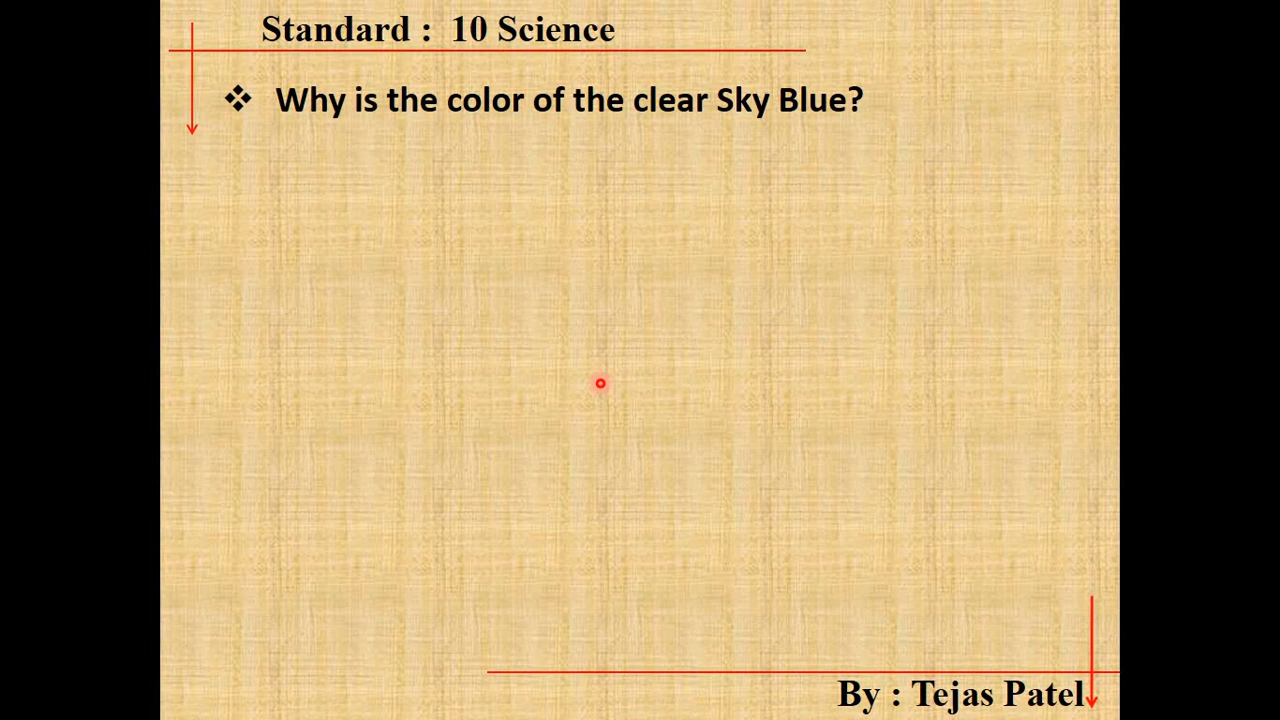 Standard :  10 Science
❖ Why is the color of the clear Sky Blue?
By : Tejas Patel